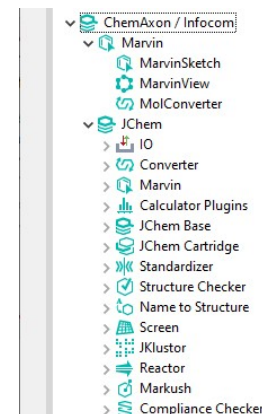 ChemAxon / Infocom
Marvin
MarvinSketch
MarvinView
MolConverter
JChem
IO
Converter
Marvin
Calculator Plugins
JChem Base
JChem Cartridge
Standardizer
Structure Checker
Name to Structure
Screen
JKlustor
Reactor
Markush
Compliance Checker